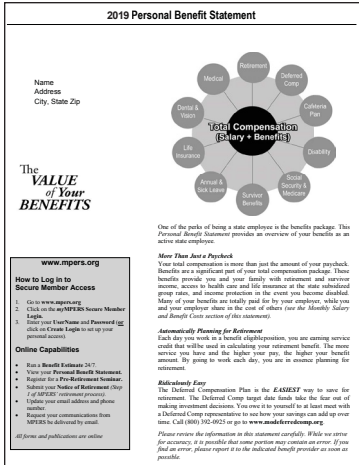 2019 Personal Benefit Statement
Name
Address
City, State Zip
The
VALUE
of Your
BENEFITS
Retirement
Deferred
Comp
Cafeteria
Pan
Disability
Social
Security &
Medicare
Survivor
Benefits
Annual &
Sick Leave
Life
Insurance
Dental &
Vision
Medical
Total Compensation
(Salary + Benefits)
www.mpers.org
How to Log in to
Secure Member Access
1. Go to www.mpers.org
2. Click on the myMPERS Secure Member
Login.
3. Enter your UserName and Password (or
click on Create Login to set up your
personal access).
Online Capabilities
• Run a Benefit Estimate 24/7.
• View your Personal Benefit Statement.
• Register for a Pre-Retirement Seminar.
• Submit your Notice of Retirement (Step
1 of MPERS' retirement process).
• Update your email address and phone
number.
• Request your communications from
MPERS be delivered by email.
All forms and publications are online
One of the perks of being a state employee is the benefits package. This
Personal Benefit Statement provides an overview of your benefits as an
active state employee.
More Than Just a Paycheck
Your total compensation is more than just the amount of your paycheck.
Benefits are a significant part of your total compensation package. These
benefits provide you and your family with retirement and survivor
income, access to health care and life insurance at the state subsidized
group rates, and income protection in the event you become disabled.
Many of your benefits are totally paid for by your employer, while you
and your employer share in the cost of others (see the Monthly Salary
and Benefit Costs section of this statement).
Automatically Planning for Retirement
Each day you work in a benefit eligible position, you are earning service
credit that will be used in calculating your retirement benefit. The more
service you have and the higher your pay, the higher your benefit
amount. By going to work each day, you are in essence planning for
retirement.
Ridiculously Easy
The Deferred Compensation Plan is the EASIEST way to save for
retirement. The Deferred Comp target date funds take the fear out of
making investment decisions. You owe it to yourself to at least meet with
a Deferred Comp representative to see how your savings can add up over
time. Call (800) 392-0925 or go to www.modeferredcomp.org.
Please review the information in this statement carefully. While we strive
for accuracy, it is possible that some portion may contain an error. If you
find an error, please report it to the indicated benefit provider as soon as
possible.